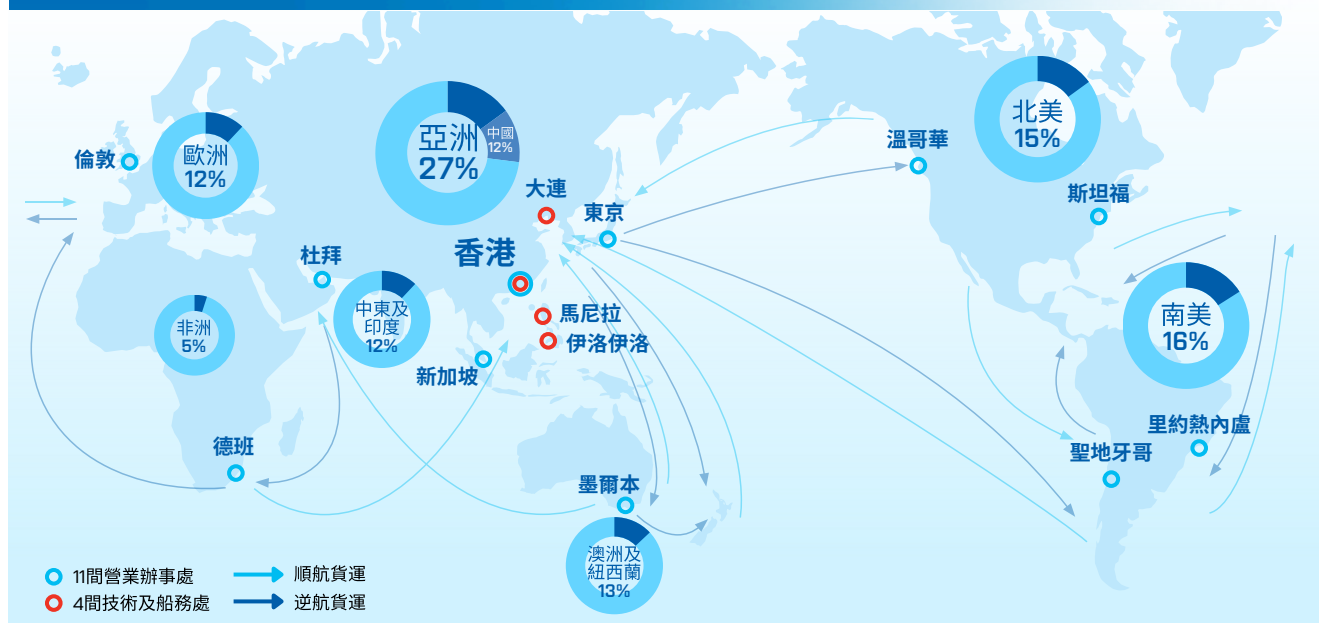 倫敦
歐洲
12%
亞洲
27%
中國
12%
大連
東京
香港
杜拜
中東及
印度
12%
非洲
5%
馬尼拉
伊洛伊洛
新加坡
德班
墨爾本
澳洲及
紐西蘭
13%
溫哥華
北美
15%
斯坦福
南美
16%
里約熱內盧
聖地牙哥
11間營業辦事處
順航貨運
4間技術及船務處
逆航貨運